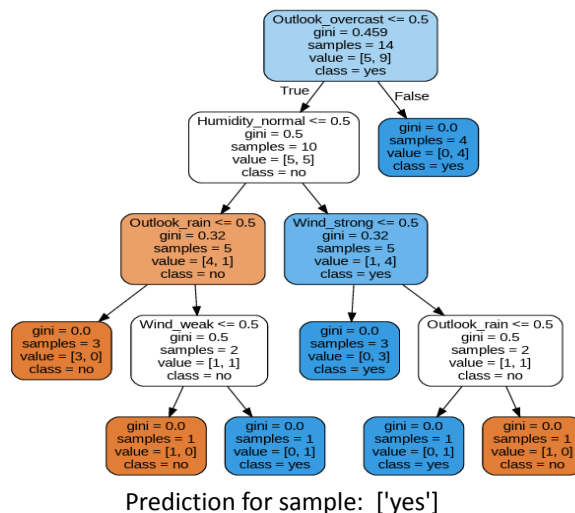 Outlook_overcast <= 0.5
gini = 0.459
samples = 14
value = [5, 9]
class = yes
True
False
Humidity_normal <= 0.5
gini = 0.5
samples = 10
value = [5, 5]
class = no
gini = 0.0
samples = 4
value = [0, 4]
class = yes
Outlook_rain <= 0.5
gini = 0.32
samples = 5
value = [4, 1]
class = no
Wind_strong <= 0.5
gini = 0.32
samples = 5
value = [1, 4]
class = yes
gini = 0.0
samples = 3
value = [3, 0]
class = no
Wind_weak <= 0.5
gini = 0.5
samples = 2
value = [1, 1]
class = no
gini = 0.0
samples = 3
value = [0, 3]
class = yes
Outlook_rain <= 0.5
gini = 0.5
samples = 2
value = [1, 1]
class = no
gini = 0.0
samples = 1
value = [1, 0]
class = no
gini = 0.0
samples = 1
value = [0, 1]
class = yes
gini = 0.0
samples = 1
value = [0, 1]
class = yes
gini = 0.0
samples = 1
value = [1, 0]
class = no
Prediction for sample: ['yes']